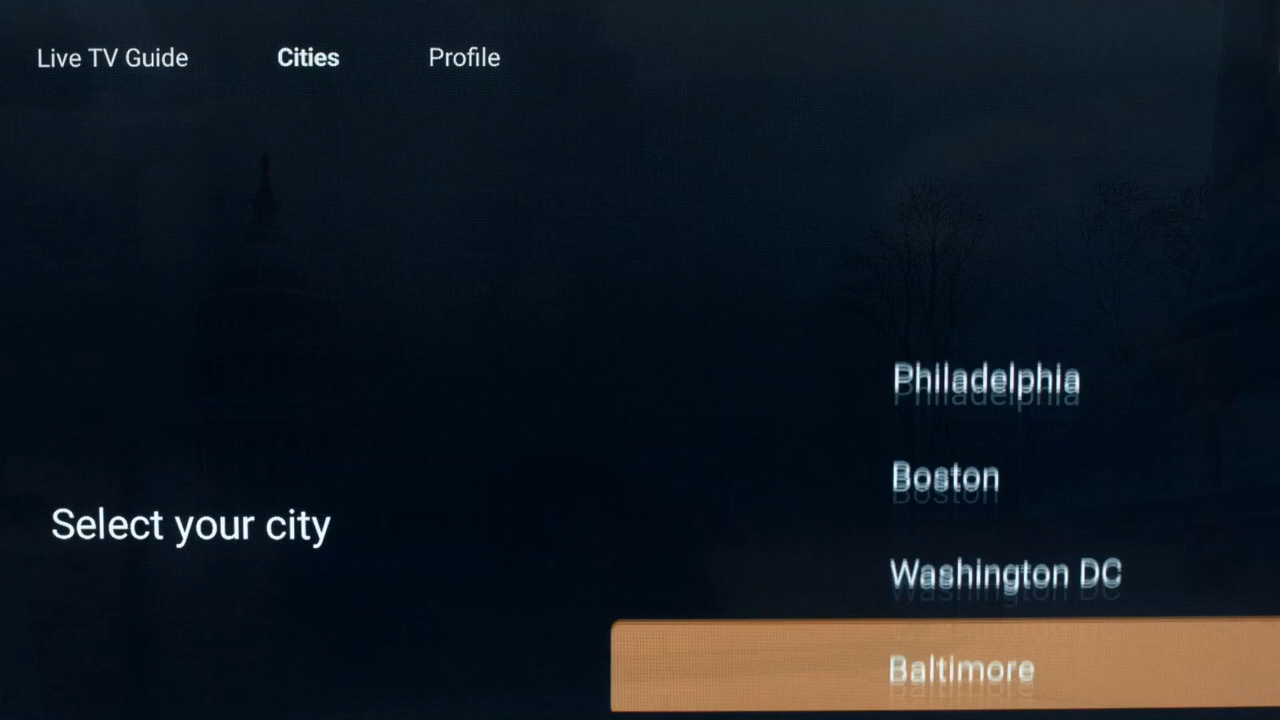 Live TV Guide Cities Profile
Philadelphia
Boston
Select your city
Washington DC
Baltimore